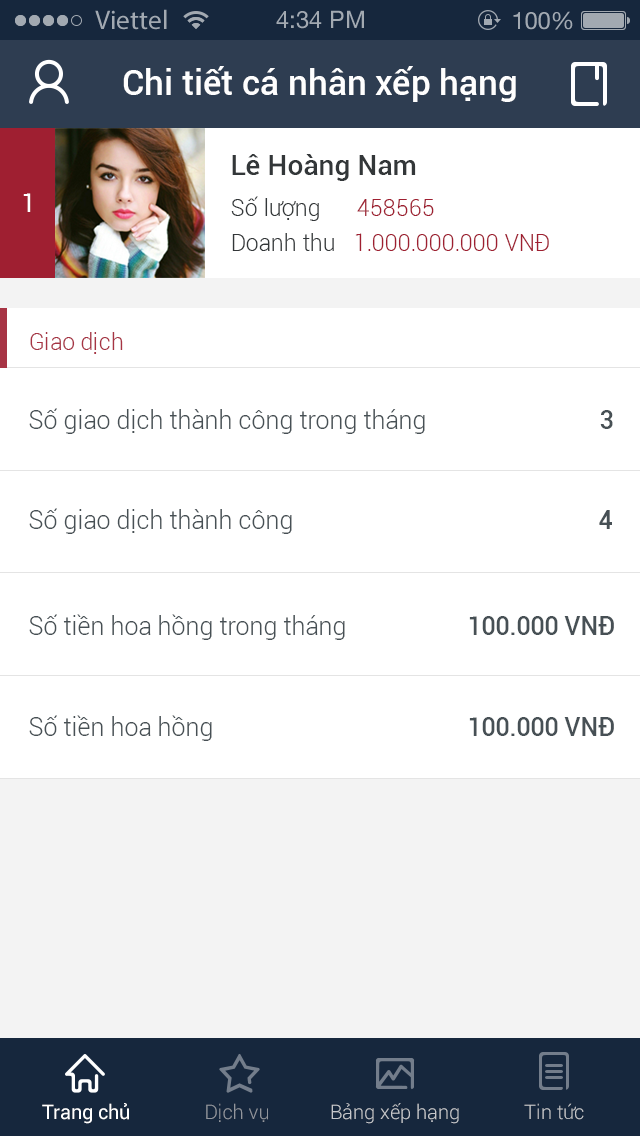 Viettel 4:34 PM 100%
Chi tiết cá nhân xếp hạng
1
Lê Hoàng Nam
Số lượng 458565
Doanh thu 1.000.000.000 VNĐ
Giao dịch
Số giao dịch thành công trong tháng 3
Số giao dịch thành công 4
Số tiền hoa hồng trong tháng 100.000 VNĐ
Số tiền hoa hồng 100.000 VNĐ
Trang chủ Dịch vụ Bảng xếp hạng Tin tức